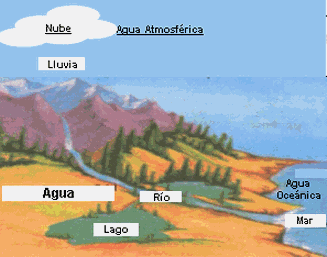 Nube
Agua Atmosférica
Lluvia
Agua
Río
Agua
Oceánica
Lago
Mar